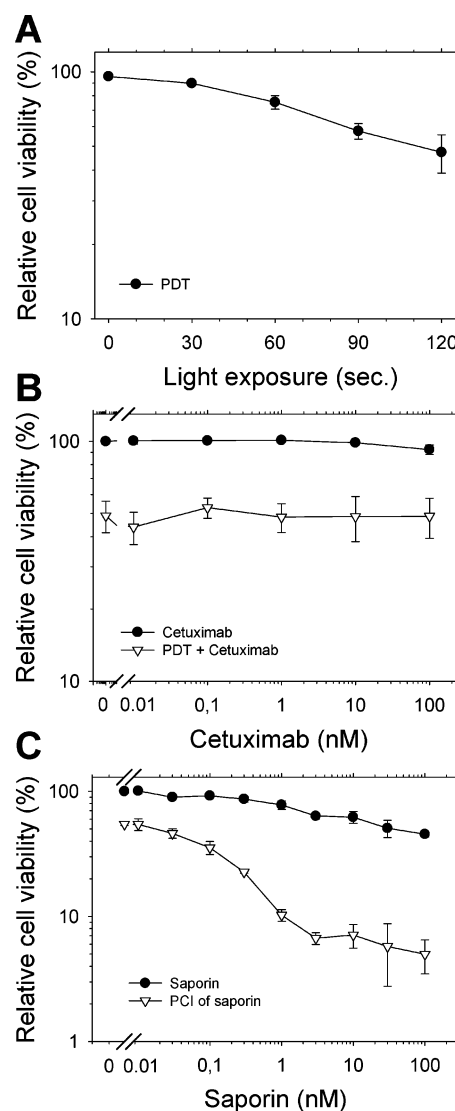 A
Relative cell viability (%)
100
10
PDT
0 30 60 90 120
Light exposure (sec.)
B
Relative cell viability (%)
100
10
Cetuximab
PDT + Cetuximab
0 0.01 0,1 1 10 100
Cetuximab (nM)
C
Relative cell viability (%)
100
10
1
Saporin
PCI of saporin
0 0.01 0,1 1 10 100
Saporin (nM)